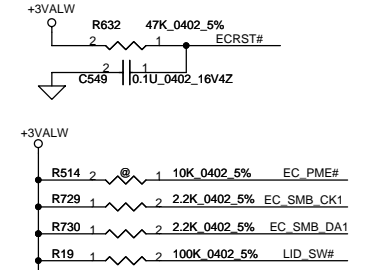 +3VALW
R632 47K_0402_5%
2 1 ECRST#
2 1
C549 0.1U_0402_16V4Z
+3VALW
R514 2 @ 1 10K_0402_5% EC_PME#
R729 1 2 2.2K_0402_5% EC_SMB_CK1
R730 1 2 2.2K_0402_5% EC_SMB_DA1
R19 1 2 100K_0402_5% LID_SW#